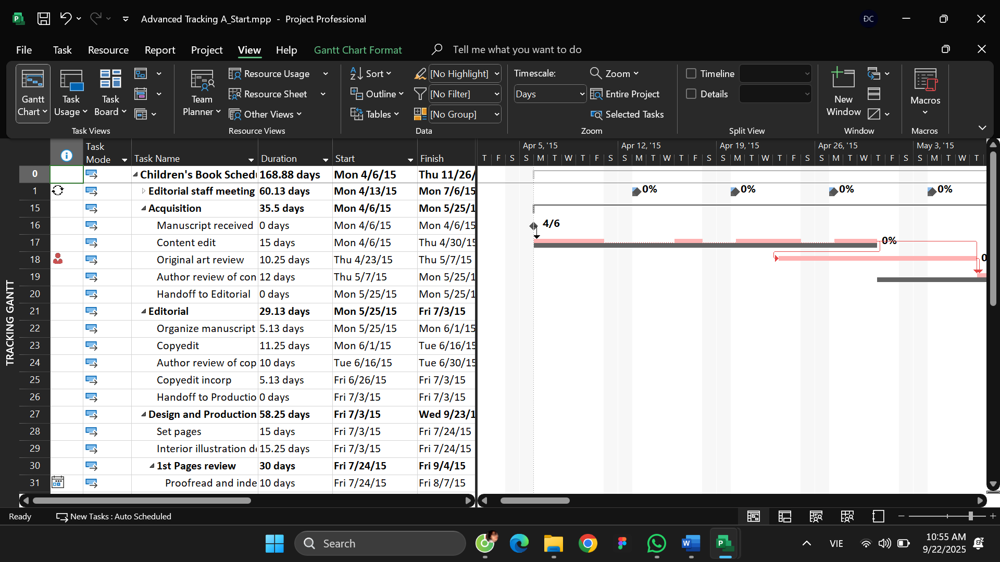 Advanced Tracking A_Start.mpp - Project Professional
ĐC
File Task Resource Report Project View Help Gantt Chart Format Tell me what you want to do
Gantt Chart
Task Usage
Task Board
Task Views
Team Planner
Resource Usage
Resource Sheet
Other Views
Resource Views
Sort
Outline
Tables
[No Highlight]
[No Filter]
[No Group]
Data
Timescale:
Days
Zoom
Entire Project
Selected Tasks
Zoom
Timeline
Details
Split View
New Window
Window
Macros
Macros
TRACKING GANTT
Task Mode Task Name Duration Start Finish
0 Children's Book Schedu 168.88 days Mon 4/6/15 Thu 11/26/
1 Editorial staff meeting 60.13 days Mon 4/13/15 Mon 7/6/15
15 Acquisition 35.5 days Mon 4/6/15 Mon 5/25/1
16 Manuscript received 0 days Mon 4/6/15 Mon 4/6/15
17 Content edit 15 days Mon 4/6/15 Thu 4/30/15
18 Original art review 10.25 days Thu 4/23/15 Thu 5/7/15
19 Author review of con 12 days Thu 5/7/15 Mon 5/25/1
20 Handoff to Editorial 0 days Mon 5/25/15 Mon 5/25/1
21 Editorial 29.13 days Mon 5/25/15 Fri 7/3/15
22 Organize manuscript 5.13 days Mon 5/25/15 Mon 6/1/15
23 Copyedit 11.25 days Mon 6/1/15 Tue 6/16/15
24 Author review of cop 10 days Tue 6/16/15 Tue 6/30/15
25 Copyedit incorp 5.13 days Fri 6/26/15 Fri 7/3/15
26 Handoff to Productio 0 days Fri 7/3/15 Fri 7/3/15
27 Design and Production 58.25 days Fri 7/3/15 Wed 9/23/1
28 Set pages 15 days Fri 7/3/15 Fri 7/24/15
29 Interior illustration de 15.25 days Fri 7/3/15 Fri 7/24/15
30 1st Pages review 30 days Fri 7/24/15 Fri 9/4/15
31 Proofread and inde 10 days Fri 7/24/15 Fri 8/7/15
Apr 5, '15 Apr 12, '15 Apr 19, '15 Apr 26, '15 May 3, '15
T F S S M T W T F S S M T W T F S S M T W T F S S M T W T F S S M T W T
0% 0% 0% 0%
4/6
0%
0
Ready New Tasks : Auto Scheduled
Search
VIE
10:55 AM
9/22/2025